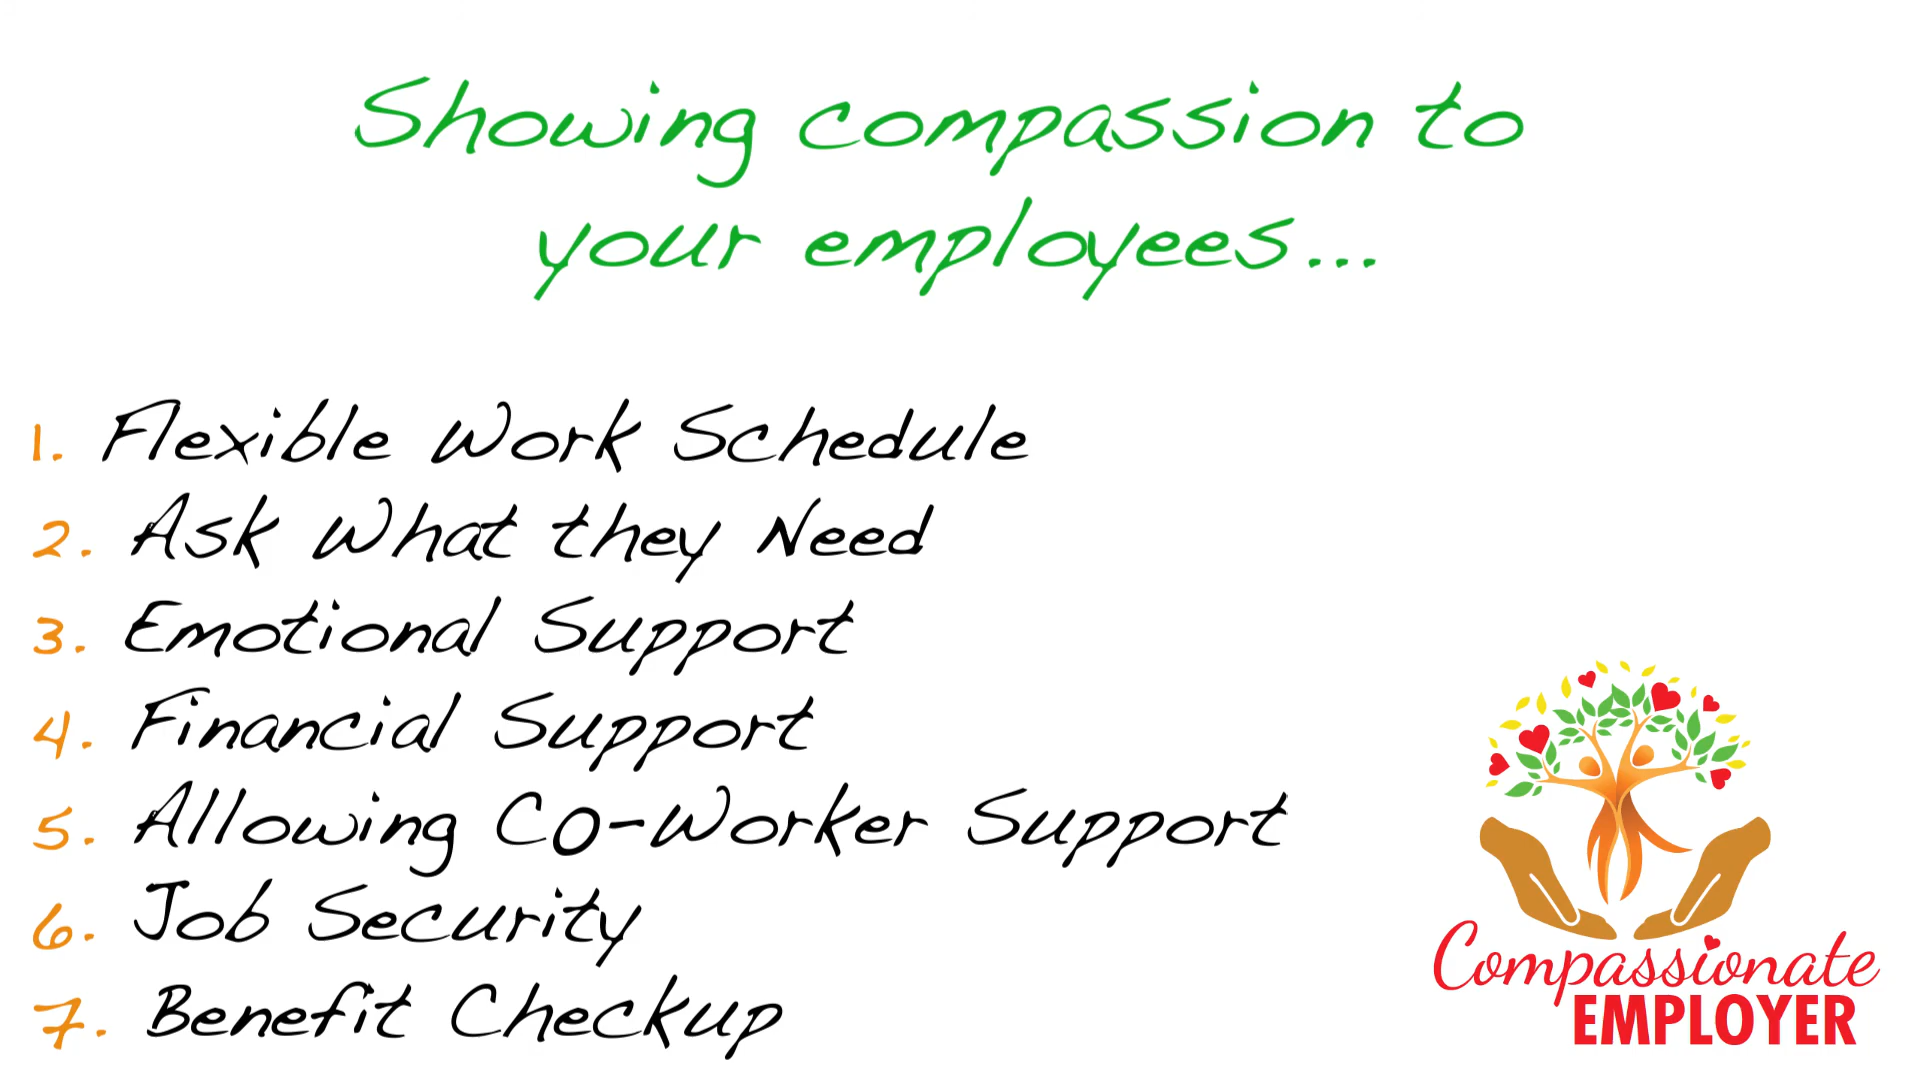 Showing compassion to
your employees...
1. Flexible Work Schedule
2. Ask What they Need
3. Emotional Support
4. Financial Support
5. Allowing Co-Worker Support
6. Job Security
7. Benefit Checkup
Compassionate
EMPLOYER